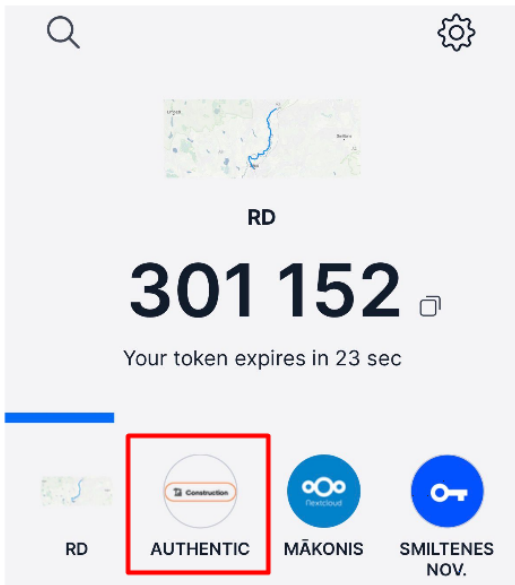 RD
301 152
Your token expires in 23 sec
Construction
nextcloud
RD
AUTHENTIC
MĀKONIS
SMILTENES
NOV.